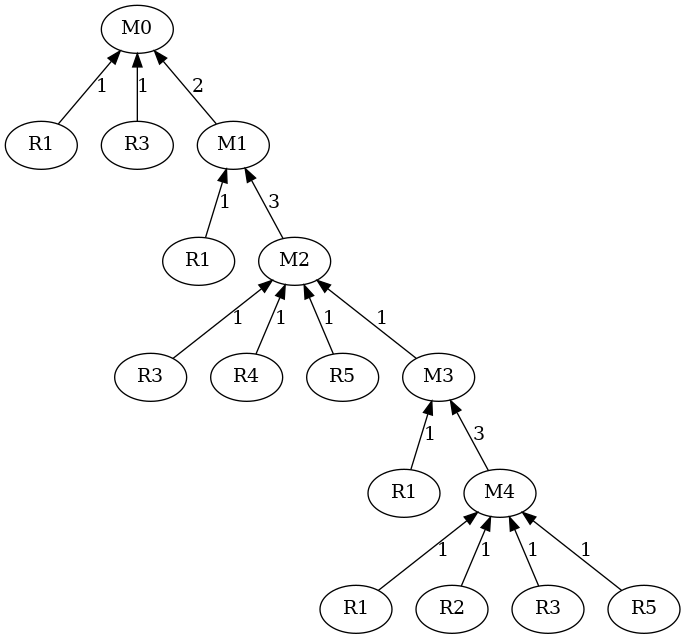 M0
1 1 2
R1 R3 M1
1 3
R1 M2
1 1 1 1
R3 R4 R5 M3
1 3
R1 M4
1 1 1 1
R1 R2 R3 R5